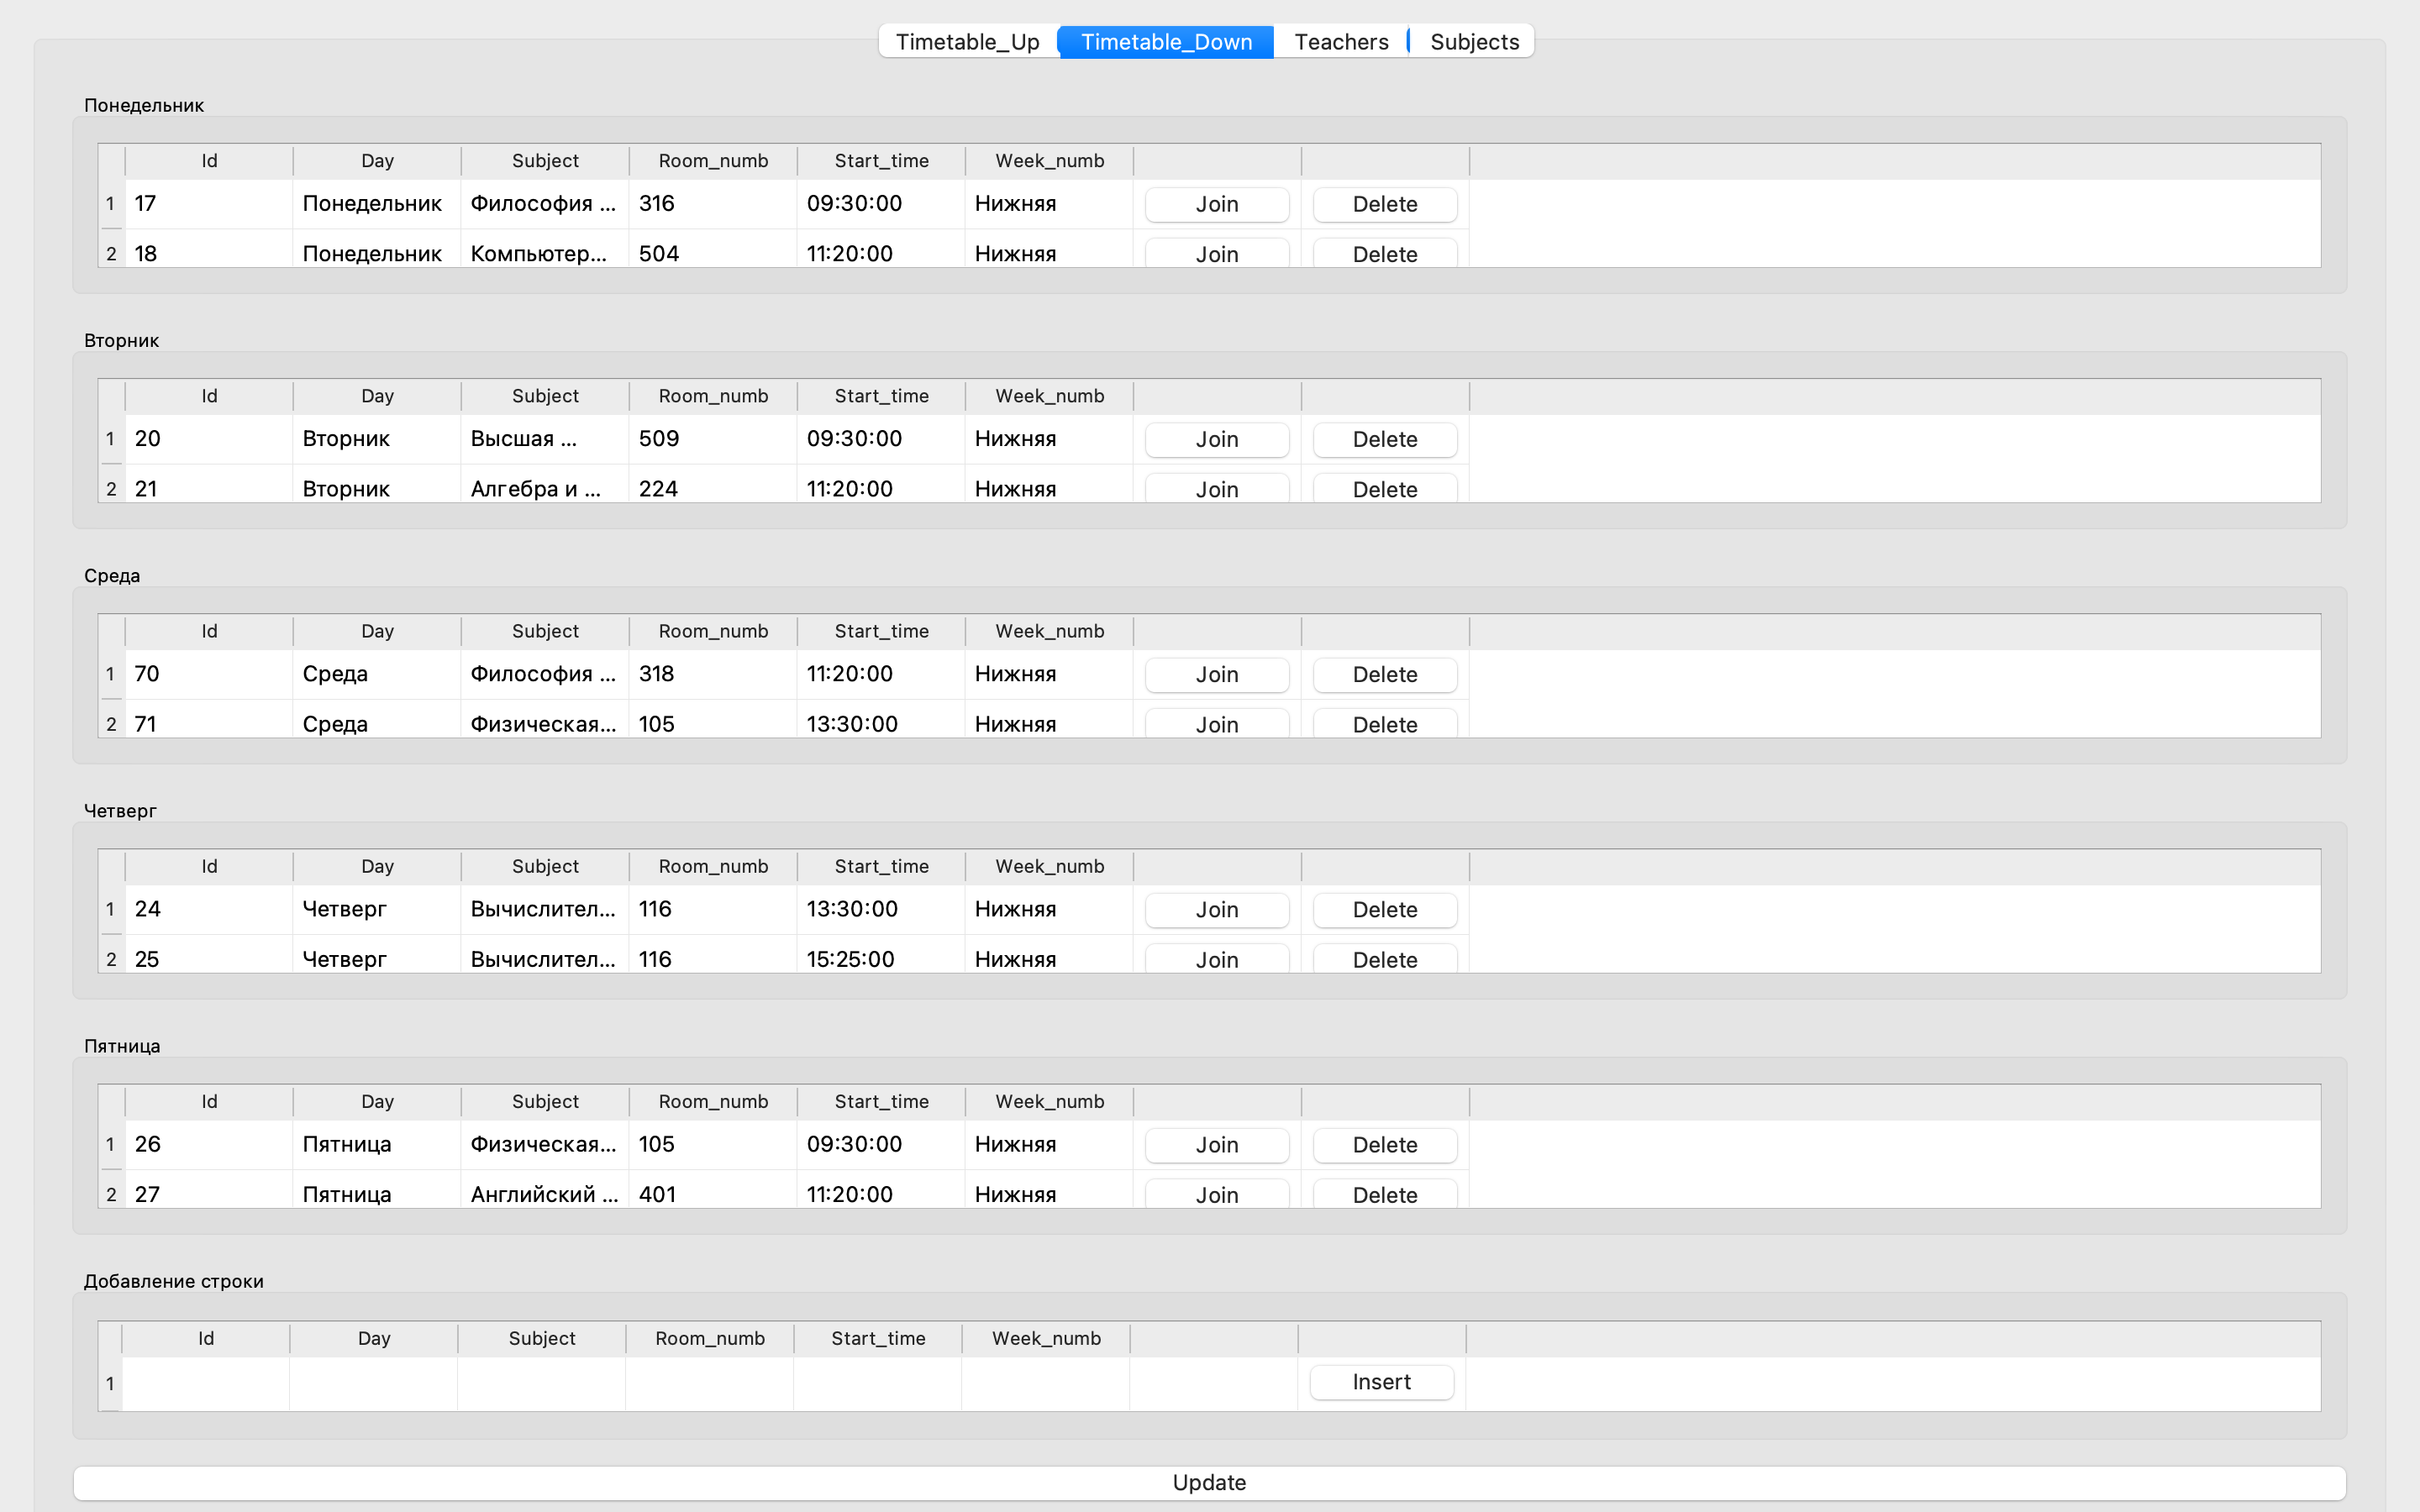 Timetable_Up Timetable_Down Teachers Subjects
Понедельник
Id Day Subject Room_numb Start_time Week_numb
1 17 Понедельник Философия ... 316 09:30:00 Нижняя Join Delete
2 18 Понедельник Компьютер... 504 11:20:00 Нижняя Join Delete
Вторник
Id Day Subject Room_numb Start_time Week_numb
1 20 Вторник Высшая ... 509 09:30:00 Нижняя Join Delete
2 21 Вторник Алгебра и ... 224 11:20:00 Нижняя Join Delete
Среда
Id Day Subject Room_numb Start_time Week_numb
1 70 Среда Философия ... 318 11:20:00 Нижняя Join Delete
2 71 Среда Физическая... 105 13:30:00 Нижняя Join Delete
Четверг
Id Day Subject Room_numb Start_time Week_numb
1 24 Четверг Вычислител... 116 13:30:00 Нижняя Join Delete
2 25 Четверг Вычислител... 116 15:25:00 Нижняя Join Delete
Пятница
Id Day Subject Room_numb Start_time Week_numb
1 26 Пятница Физическая... 105 09:30:00 Нижняя Join Delete
2 27 Пятница Английский ... 401 11:20:00 Нижняя Join Delete
Добавление строки
Id Day Subject Room_numb Start_time Week_numb
1 Insert
Update